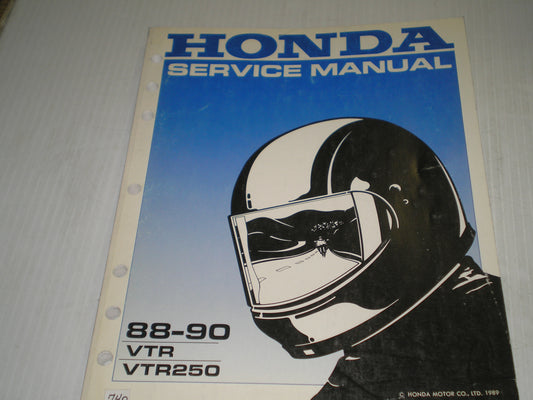 HONDA
SERVICE MANUAL
88-90
VTR
VTR250
© HONDA MOTOR CO., LTD. 1989